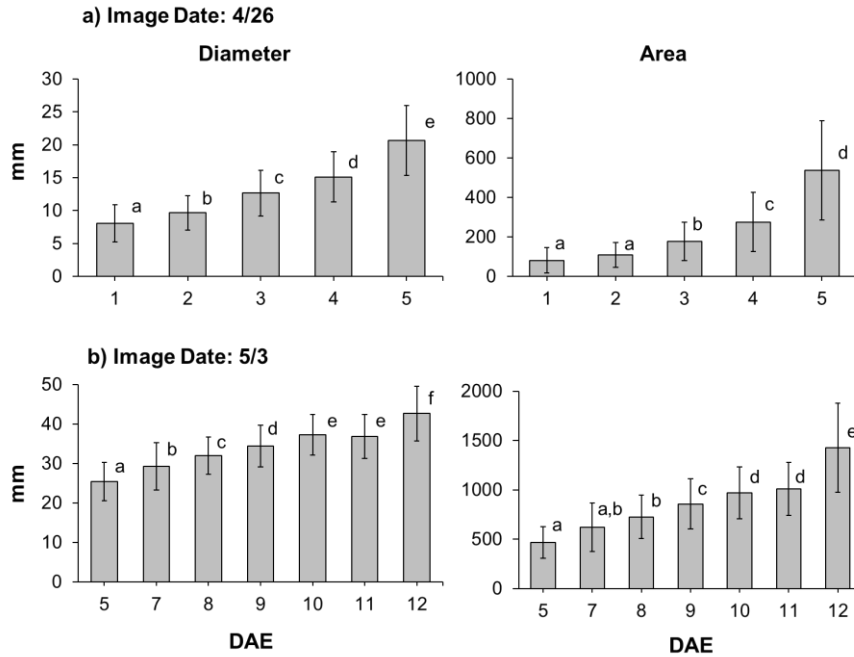 a) Image Date: 4/26
Diameter
Area
mm
30
25
20
15
10
5
0
a
b
c
d
e
1 2 3 4 5
1000
800
600
400
200
0
a
a
b
c
d
1 2 3 4 5
b) Image Date: 5/3
mm
50
40
30
20
10
0
a
b
c
d
e
e
f
5 7 8 9 10 11 12
DAE
2000
1500
1000
500
0
a
a,b
b
c
d
d
e
5 7 8 9 10 11 12
DAE